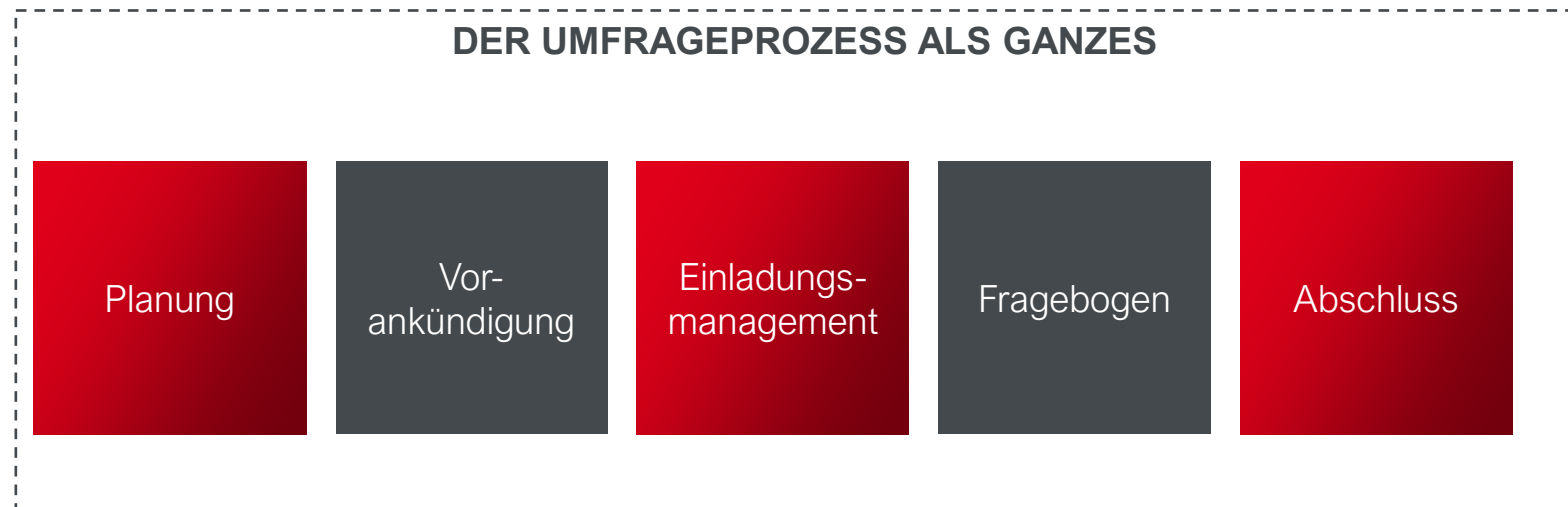 DER UMFRAGEPROZESS ALS GANZES
Planung
Vor-
ankündigung
Einladungs-
management
Fragebogen
Abschluss